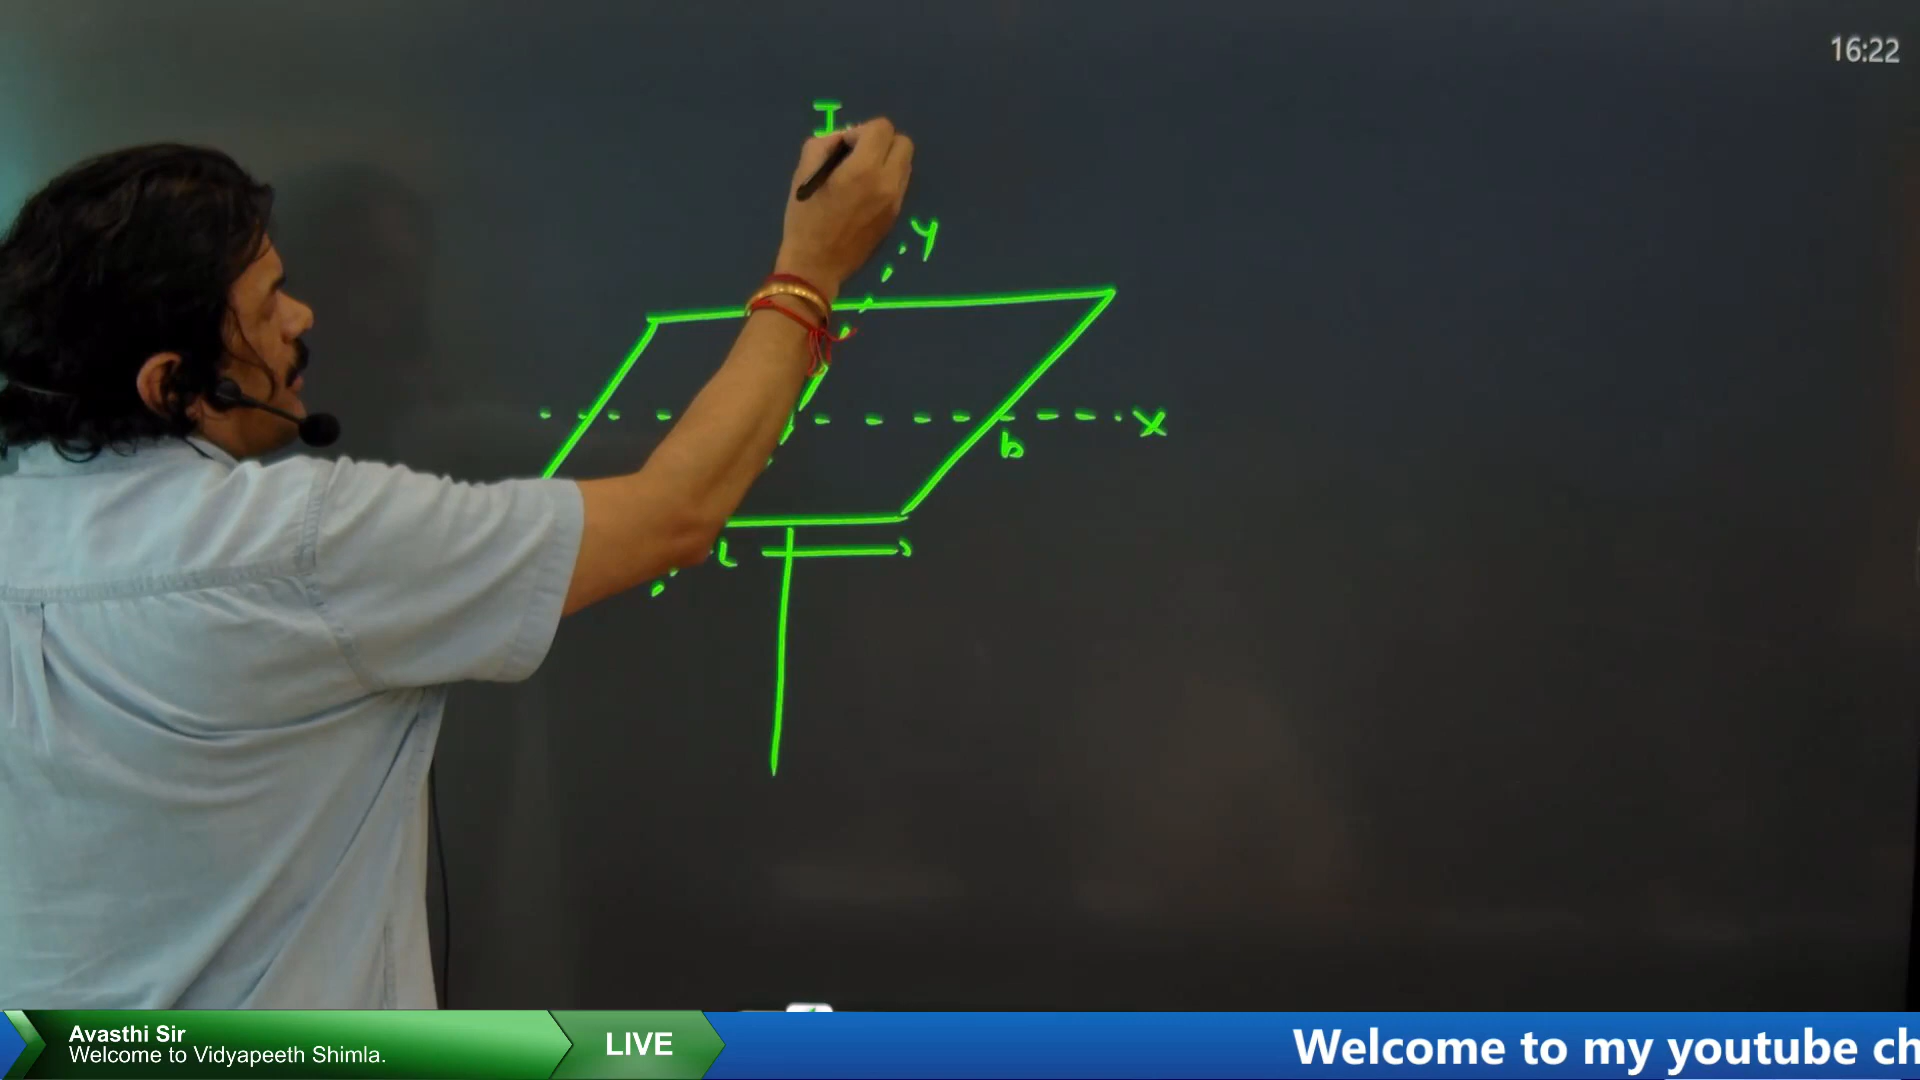 16:22
I
y
x
b
L
Avasthi Sir
Welcome to Vidyapeeth Shimla.
LIVE
Welcome to my youtube ch